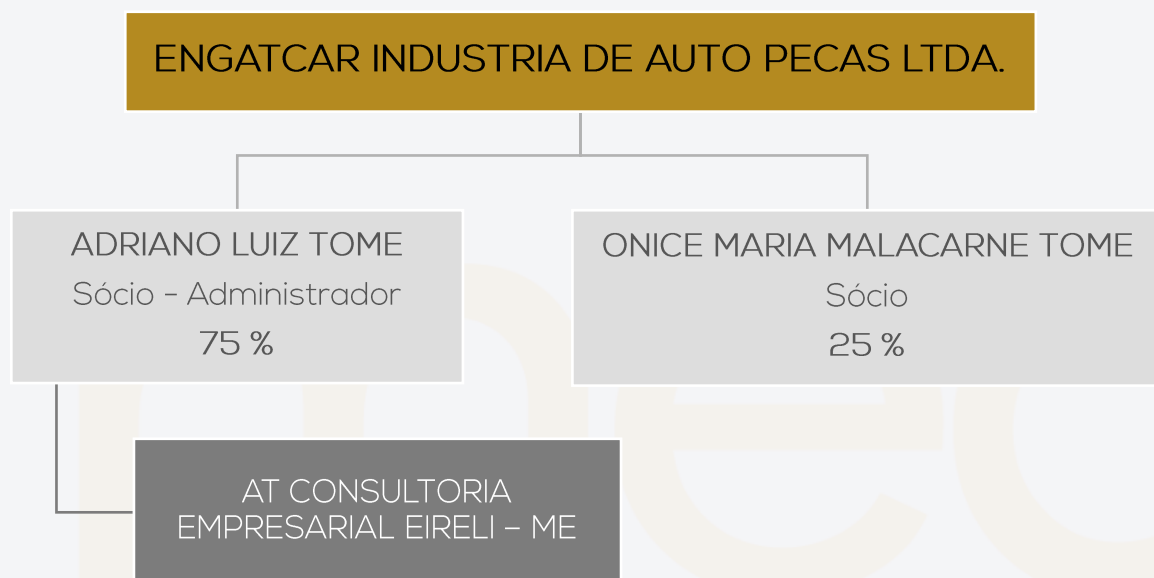 ENGATCAR INDUSTRIA DE AUTO PECAS LTDA.
ADRIANO LUIZ TOME
Sócio - Administrador
75 %
ONICE MARIA MALACARNE TOME
Sócio
25 %
AT CONSULTORIA
EMPRESARIAL EIRELI – ME